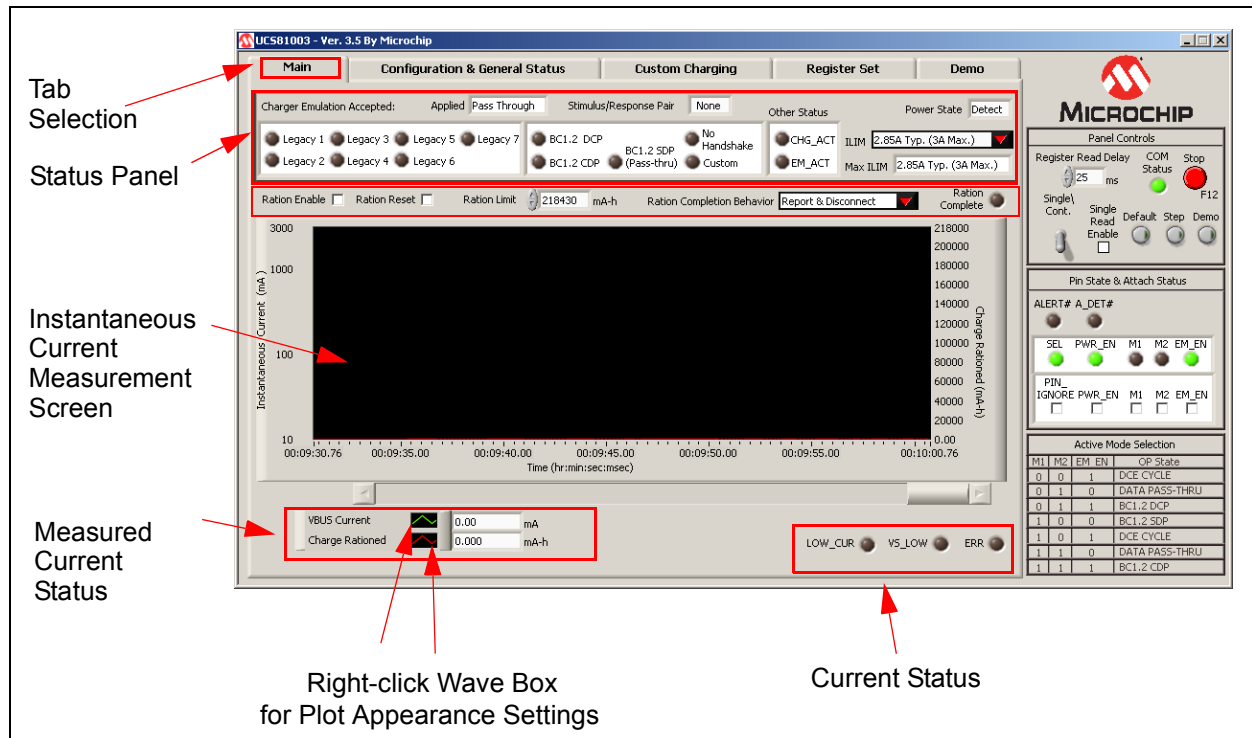 UCS81003 - Ver. 3.5 By Microchip
Main Configuration & General Status Custom Charging Register Set Demo
Tab
Selection
Status Panel
Charger Emulation Accepted: Applied Pass Through Stimulus/Response Pair None Other Status Power State Detect
Legacy 1 Legacy 3 Legacy 5 Legacy 7 BC1.2 DCP BC1.2 SDP (Pass-thru) No Handshake CHG_ACT ILIM 2.85A Typ. (3A Max.)
Legacy 2 Legacy 4 Legacy 6 BC1.2 CDP Custom EM_ACT Max ILIM 2.85A Typ. (3A Max.)
Ration Enable Ration Reset Ration Limit 218430 mA-h Ration Completion Behavior Report & Disconnect Ration Complete
Instantaneous
Current
Measurement
Screen
Instantaneous Current (mA)
3000
1000
100
10
218000
200000
180000
160000
140000
120000
100000
80000
60000
40000
20000
0.00
Charge Rationed (mA-h)
00:09:30.76 00:09:35.00 00:09:40.00 00:09:45.00 00:09:50.00 00:09:55.00 00:10:00.76
Time (hr:min:sec:msec)
Measured
Current
Status
VBUS Current 0.00 mA
Charge Rationed 0.000 mA-h
LOW_CUR VS_LOW ERR
Right-click Wave Box
for Plot Appearance Settings
Current Status
MICROCHIP
Panel Controls
Register Read Delay
25 ms
COM
Status
Stop
F12
Single\
Cont.
Single
Read
Enable
Default Step Demo
Pin State & Attach Status
ALERT# A_DET#
SEL PWR_EN M1 M2 EM_EN
PIN_
IGNORE PWR_EN M1 M2 EM_EN
Active Mode Selection
M1 M2 EM_EN OP State
0 0 1 DCE CYCLE
0 1 0 DATA PASS-THRU
0 1 1 BC1.2 DCP
1 0 0 BC1.2 SDP
1 0 1 DCE CYCLE
1 1 0 DATA PASS-THRU
1 1 1 BC1.2 CDP